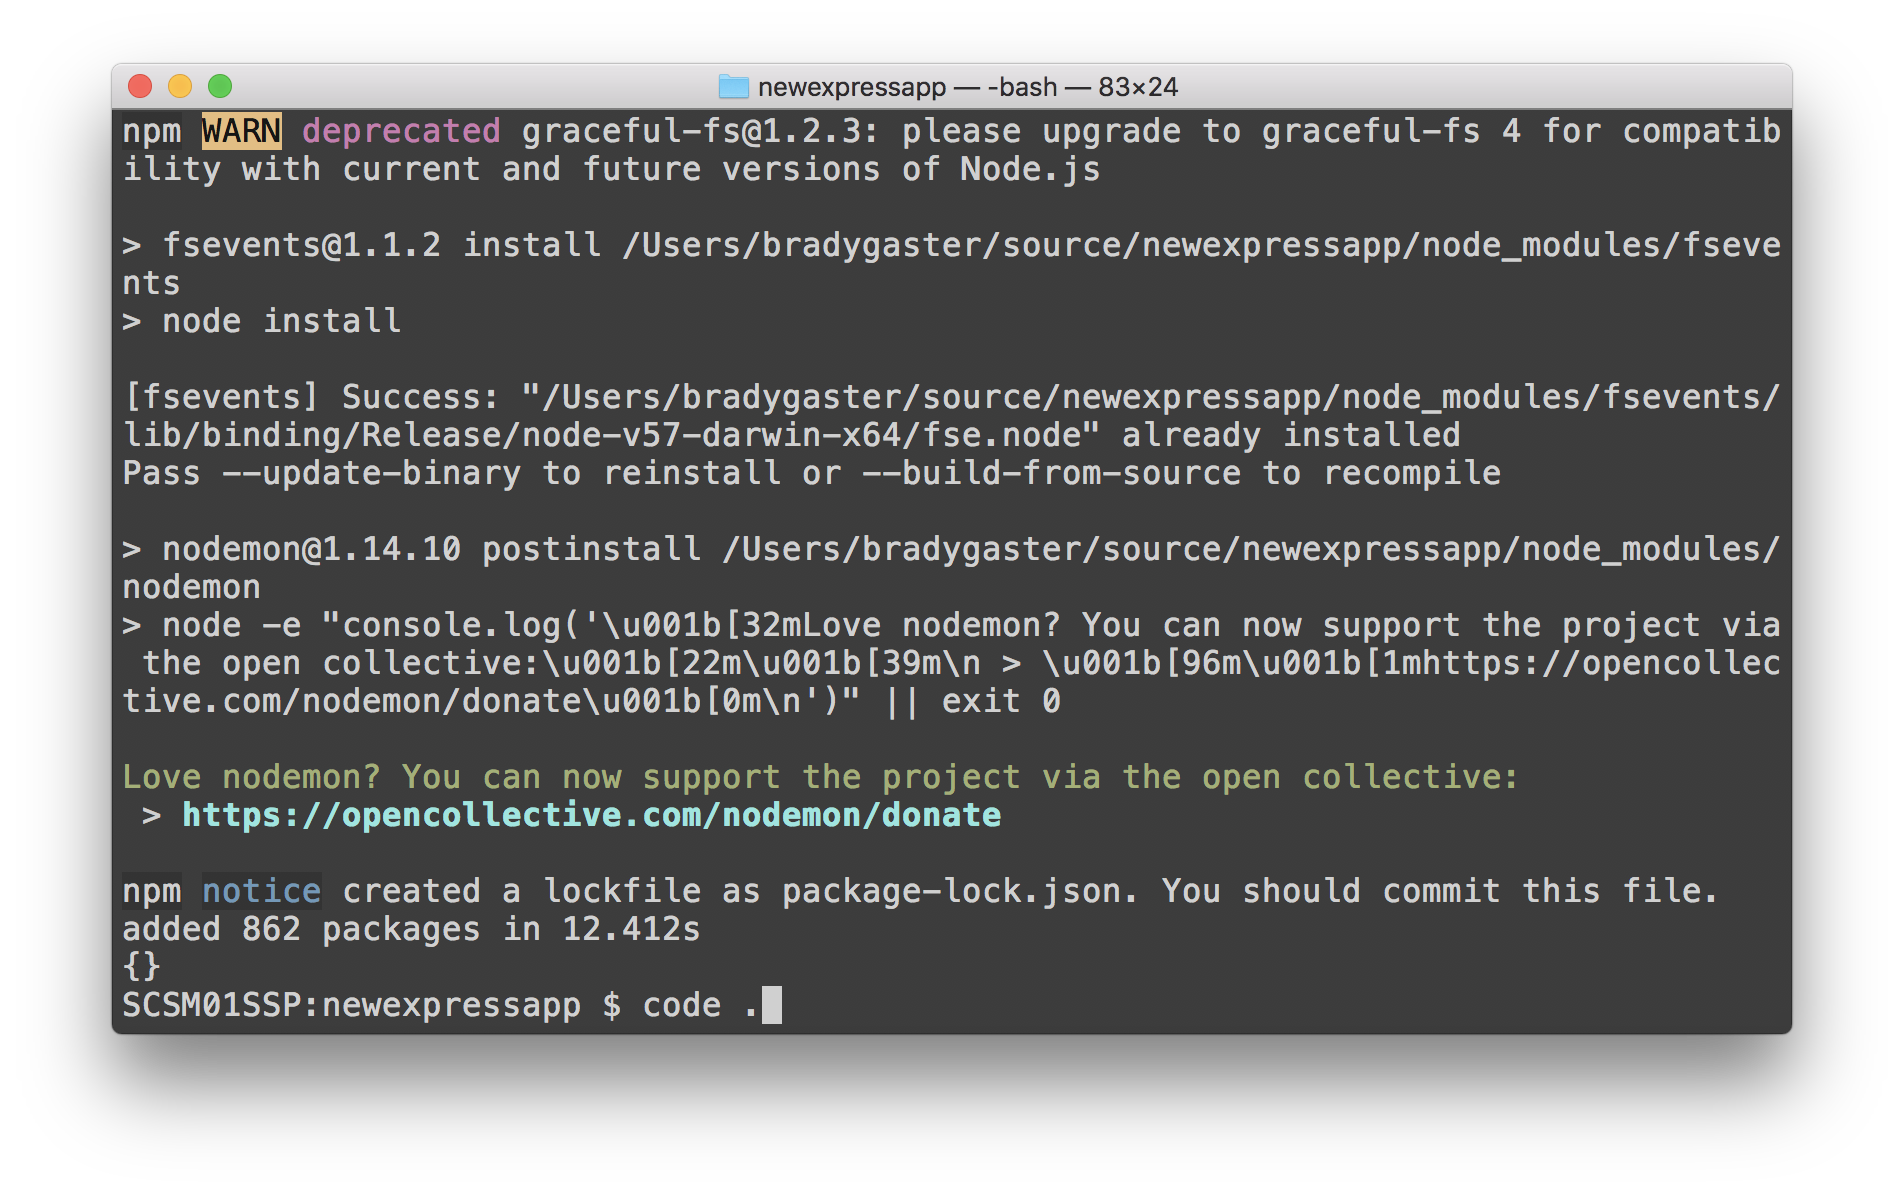 newexpressapp — -bash — 83×24
npm WARN deprecated graceful-fs@1.2.3: please upgrade to graceful-fs 4 for compatib
ility with current and future versions of Node.js
> fsevents@1.1.2 install /Users/bradygaster/source/newexpressapp/node_modules/fseve
nts
> node install
[fsevents] Success: "/Users/bradygaster/source/newexpressapp/node_modules/fsevents/
lib/binding/Release/node-v57-darwin-x64/fse.node" already installed
Pass --update-binary to reinstall or --build-from-source to recompile
> nodemon@1.14.10 postinstall /Users/bradygaster/source/newexpressapp/node_modules/
nodemon
> node -e "console.log('\u001b[32mLove nodemon? You can now support the project via
 the open collective:\u001b[22m\u001b[39m\n > \u001b[96m\u001b[1mhttps://opencollec
tive.com/nodemon/donate\u001b[0m\n')" || exit 0
Love nodemon? You can now support the project via the open collective:
 > https://opencollective.com/nodemon/donate
npm notice created a lockfile as package-lock.json. You should commit this file.
added 862 packages in 12.412s
{}
SCSM01SSP:newexpressapp $ code .